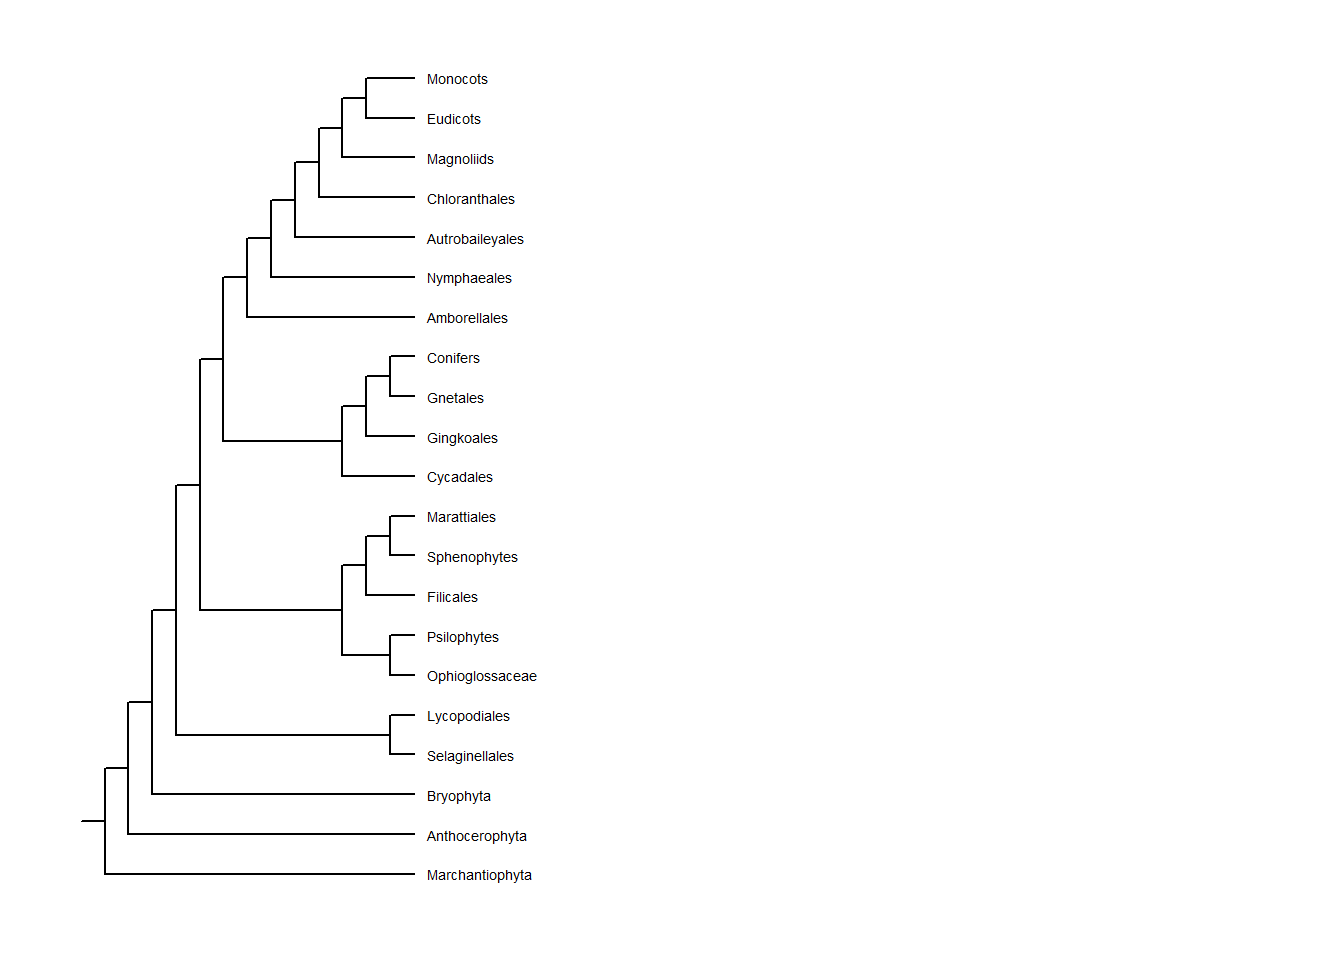 Monocots
Eudicots
Magnoliids
Chloranthales
Autrobaileyales
Nymphaeales
Amborellales
Conifers
Gnetales
Gingkoales
Cycadales
Marattiales
Sphenophytes
Filicales
Psilophytes
Ophioglossaceae
Lycopodiales
Selaginellales
Bryophyta
Anthocerophyta
Marchantiophyta